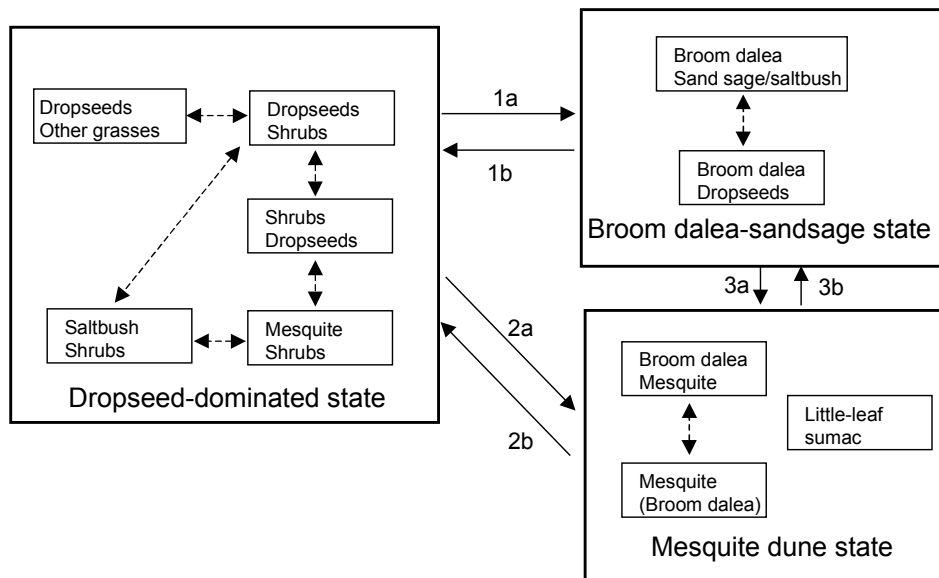 Dropseeds
Other grasses
Dropseeds
Shrubs
Shrubs
Dropseeds
Saltbush
Shrubs
Mesquite
Shrubs
Dropseed-dominated state
1a
1b
Broom dalea
Sand sage/saltbush
Broom dalea
Dropseeds
Broom dalea-sandsage state
2a
2b
3a
3b
Broom dalea
Mesquite
Little-leaf
sumac
Mesquite
(Broom dalea)
Mesquite dune state